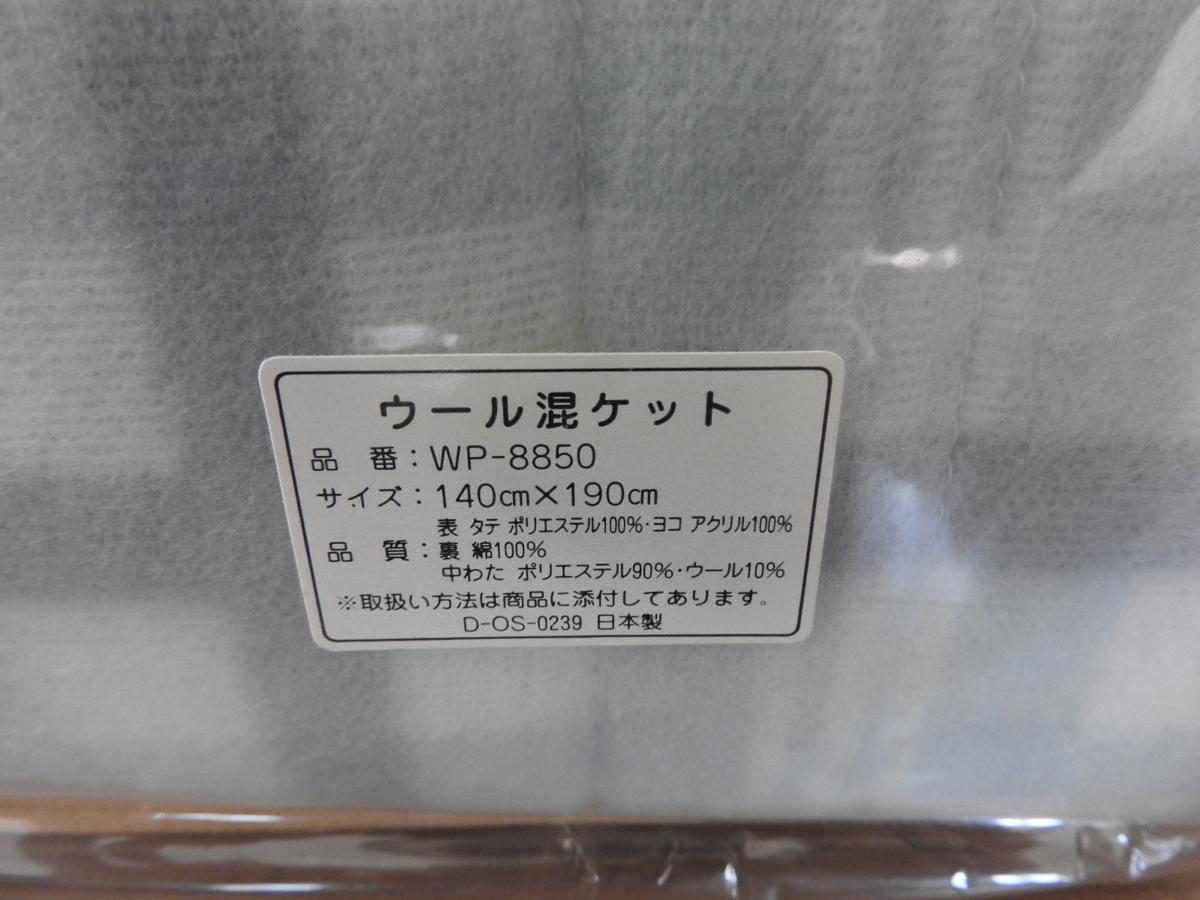 ウール混ケット
品 番：WP-8850
サイズ：140㎝×190㎝
表 タテ ポリエステル100%・ヨコ アクリル100%
品 質：裏 綿100%
中わた ポリエステル90%・ウール10%
※取扱い方法は商品に添付してあります。
D-OS-0239 日本製